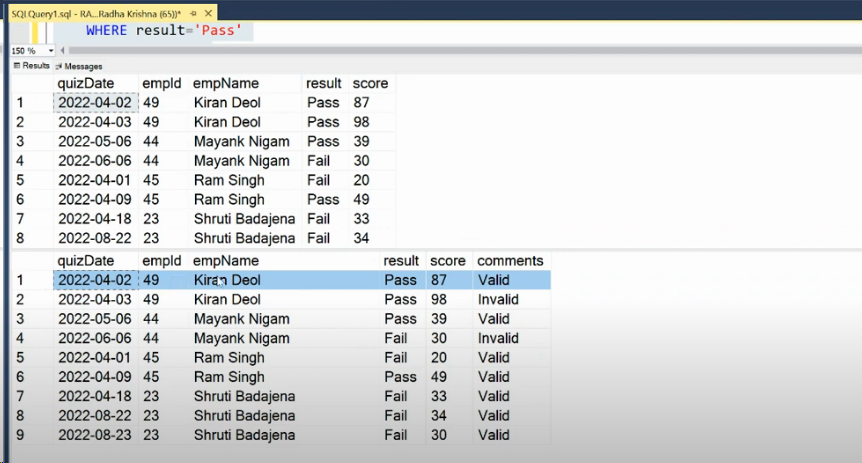 SQLQuery1.sql - RA...Radha Krishna (65))*
WHERE result='Pass'
150 %
Results Messages
quizDate empId empName result score
1 2022-04-02 49 Kiran Deol Pass 87
2 2022-04-03 49 Kiran Deol Pass 98
3 2022-05-06 44 Mayank Nigam Pass 39
4 2022-06-06 44 Mayank Nigam Fail 30
5 2022-04-01 45 Ram Singh Fail 20
6 2022-04-09 45 Ram Singh Pass 49
7 2022-04-18 23 Shruti Badajena Fail 33
8 2022-08-22 23 Shruti Badajena Fail 34
quizDate empId empName result score comments
1 2022-04-02 49 Kiran Deol Pass 87 Valid
2 2022-04-03 49 Kiran Deol Pass 98 Invalid
3 2022-05-06 44 Mayank Nigam Pass 39 Valid
4 2022-06-06 44 Mayank Nigam Fail 30 Invalid
5 2022-04-01 45 Ram Singh Fail 20 Valid
6 2022-04-09 45 Ram Singh Pass 49 Valid
7 2022-04-18 23 Shruti Badajena Fail 33 Valid
8 2022-08-22 23 Shruti Badajena Fail 34 Valid
9 2022-08-23 23 Shruti Badajena Fail 30 Valid